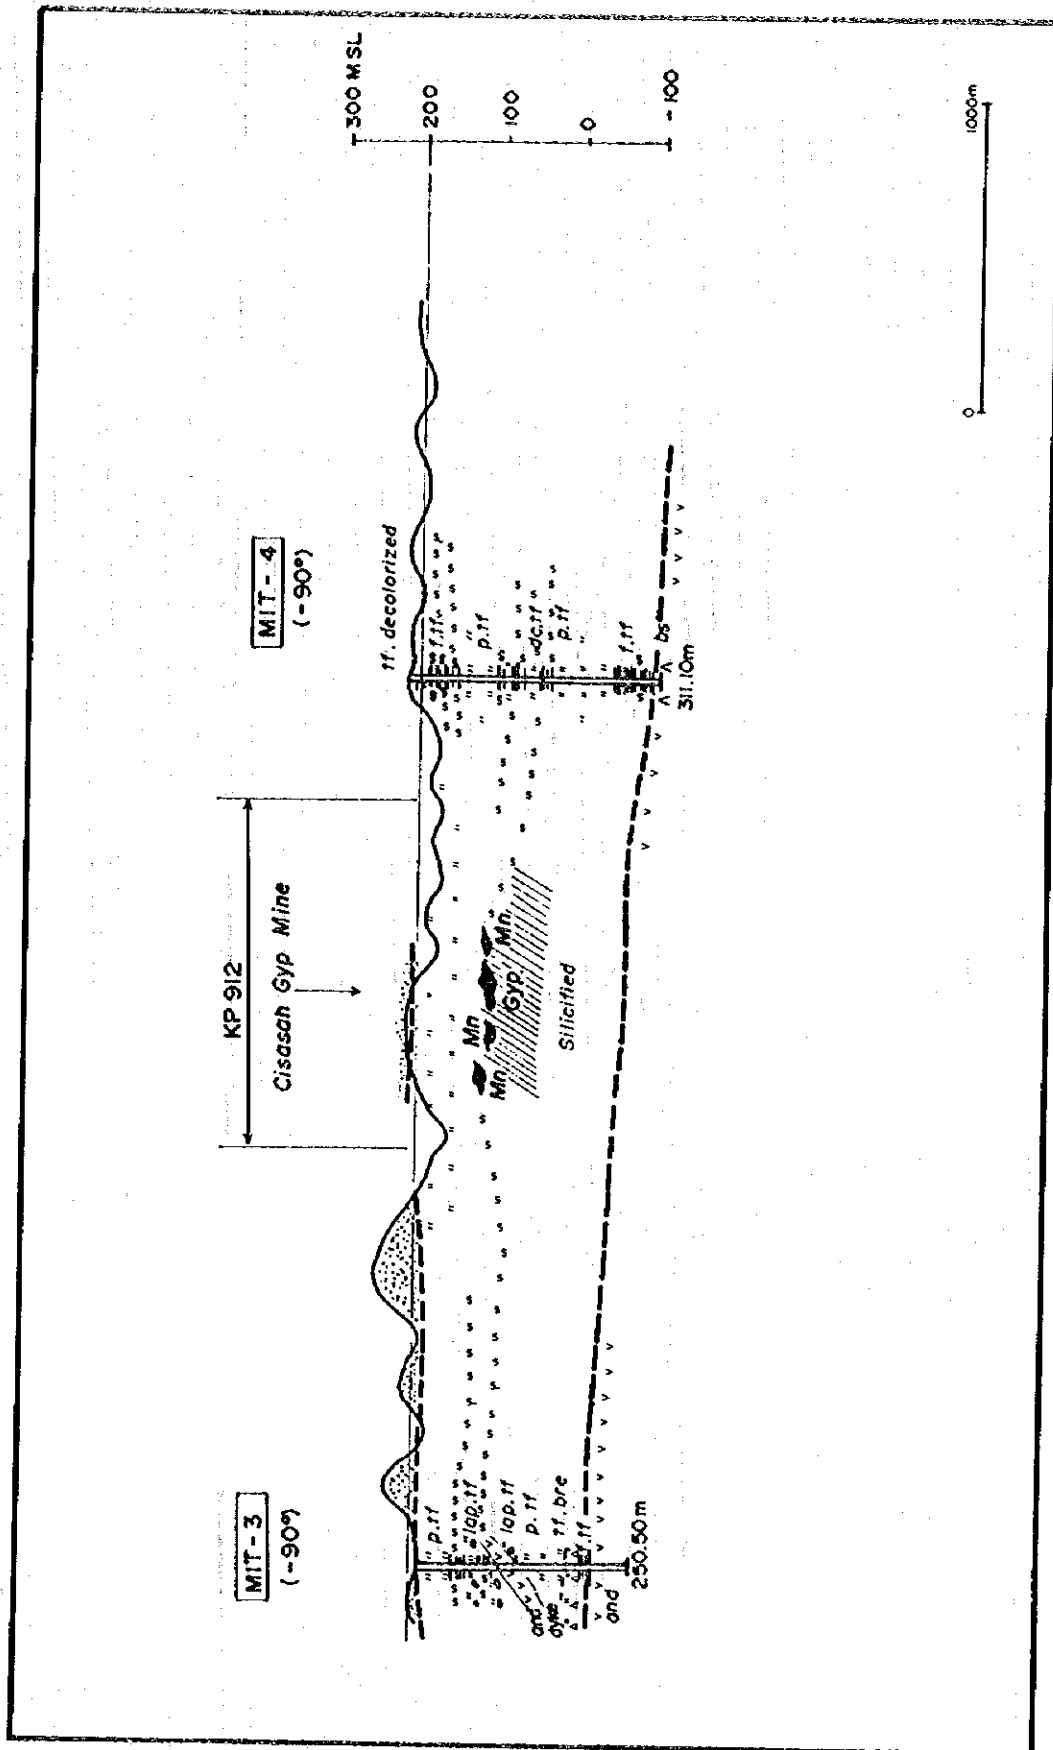 MIT-3
(-90°)
KP 912
Cisasah Gyp Mine
MIT-4
(-90°)
300 MSL
200
100
0
-100
tf. decolorized
p.tf
lap.tf
lap.tf
p.tf
tf.bre
f.tf
and
dyke
and
250.50m
Mn
Mn
Gyp
Mn
Silicified
f.tf
p.tf
dc.tf
p.tf
f.tf
bs
311.10m
0
1000m